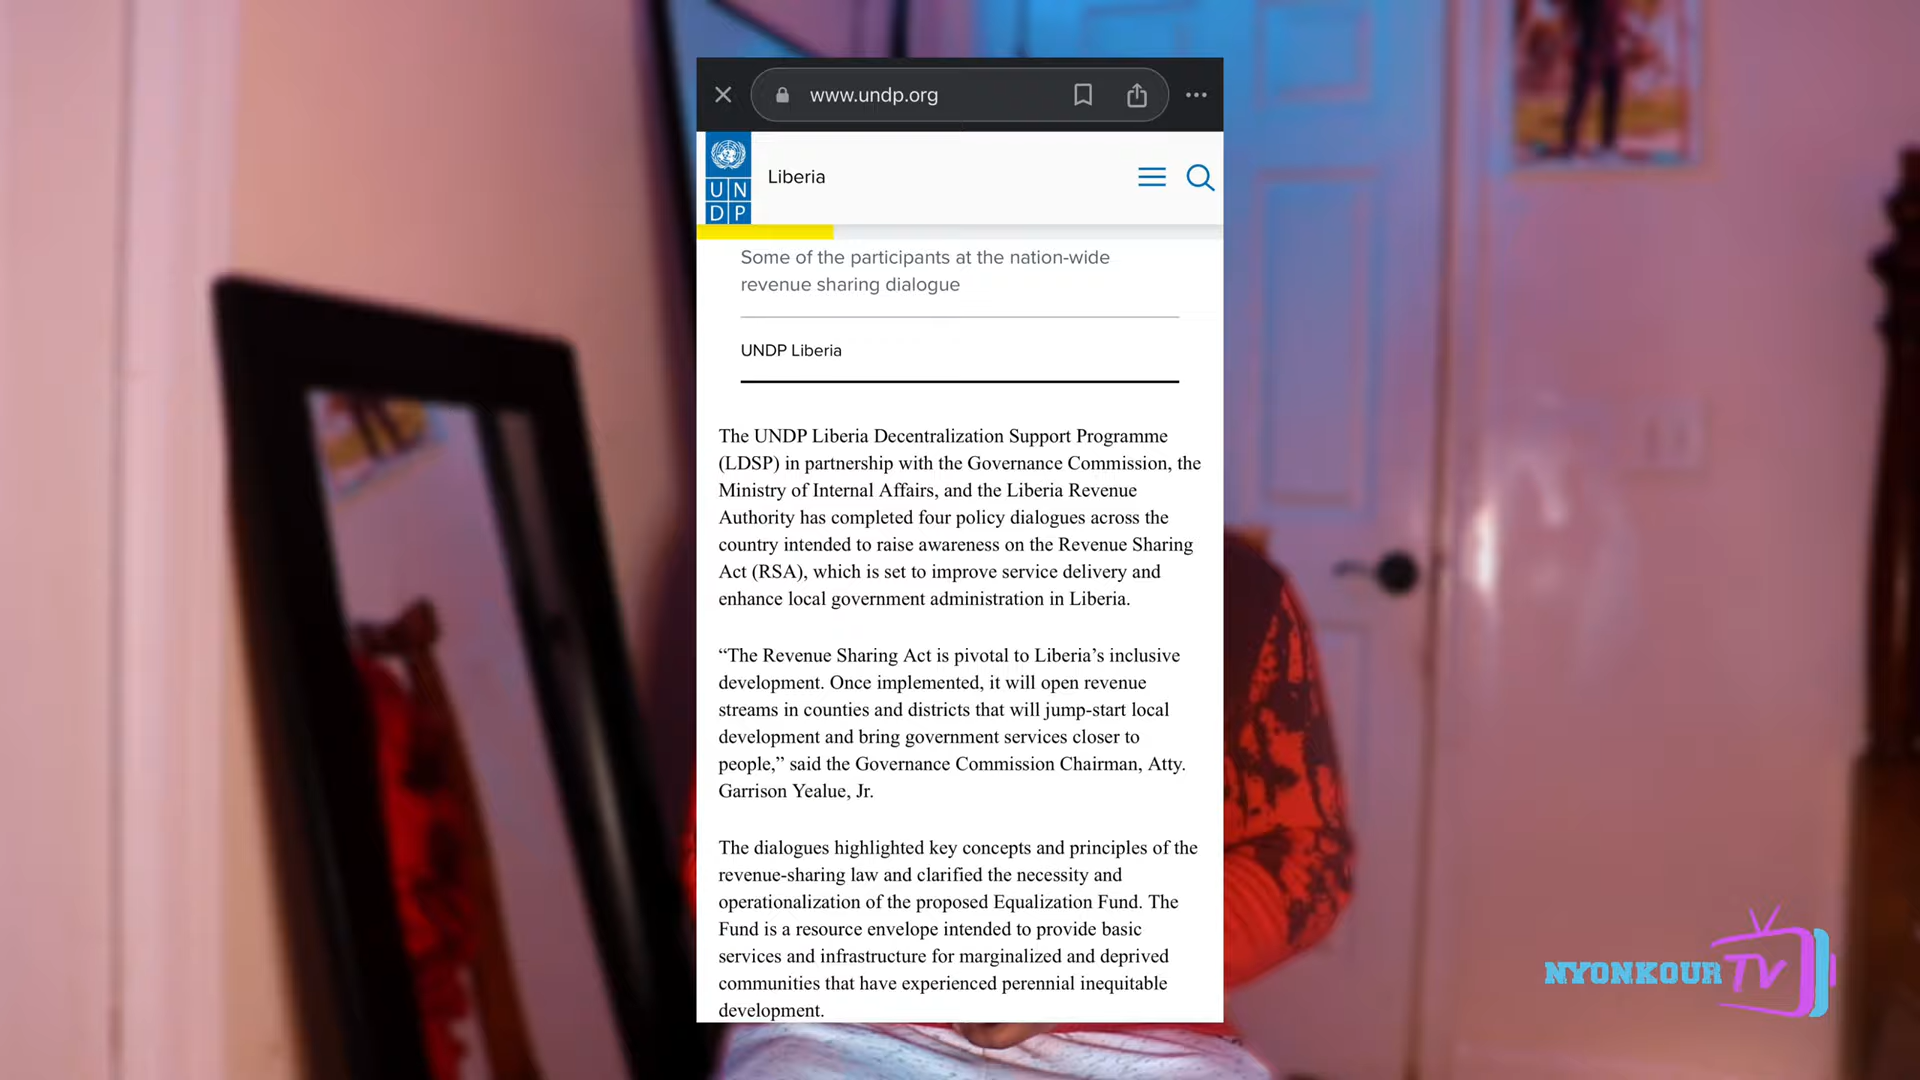 www.undp.org
UN
DP
Liberia
Some of the participants at the nation-wide
revenue sharing dialogue
UNDP Liberia
The UNDP Liberia Decentralization Support Programme
(LDSP) in partnership with the Governance Commission, the
Ministry of Internal Affairs, and the Liberia Revenue
Authority has completed four policy dialogues across the
country intended to raise awareness on the Revenue Sharing
Act (RSA), which is set to improve service delivery and
enhance local government administration in Liberia.
“The Revenue Sharing Act is pivotal to Liberia’s inclusive
development. Once implemented, it will open revenue
streams in counties and districts that will jump-start local
development and bring government services closer to
people,” said the Governance Commission Chairman, Atty.
Garrison Yealue, Jr.
The dialogues highlighted key concepts and principles of the
revenue-sharing law and clarified the necessity and
operationalization of the proposed Equalization Fund. The
Fund is a resource envelope intended to provide basic
services and infrastructure for marginalized and deprived
communities that have experienced perennial inequitable
development.
NYONKOUR TV